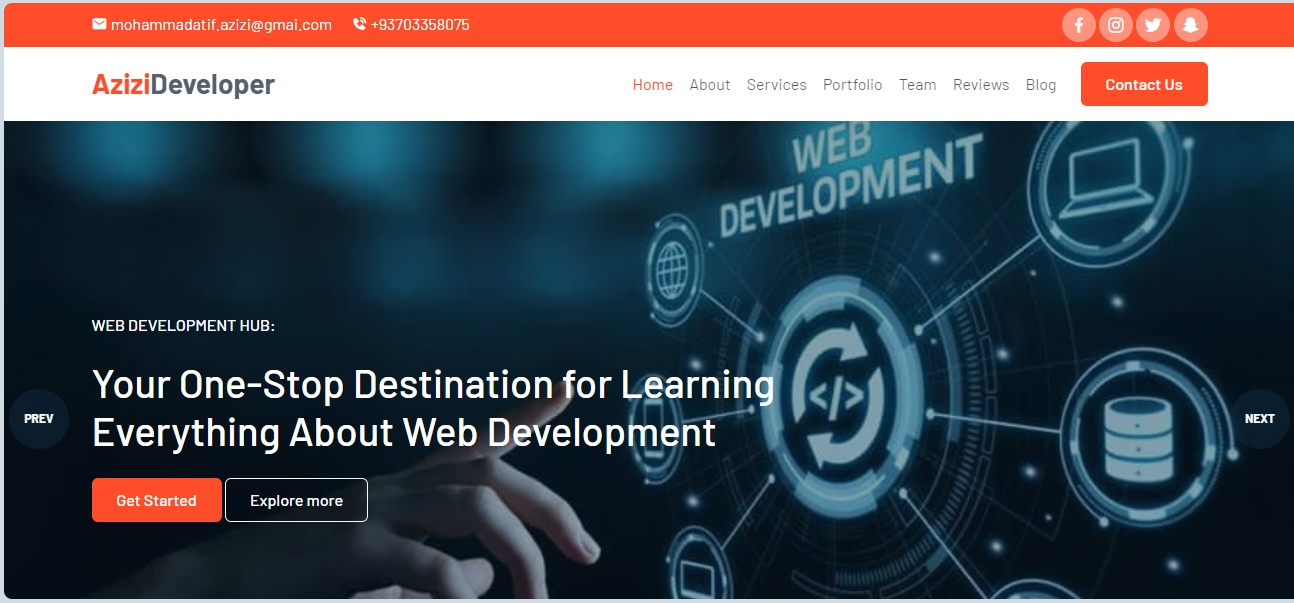 mohammadatif.azizi@gmai.com +93703358075
AziziDeveloper
Home About Services Portfolio Team Reviews Blog Contact Us
WEB
DEVELOPMENT
</>
WEB DEVELOPMENT HUB:
Your One-Stop Destination for Learning
Everything About Web Development
PREV
NEXT
Get Started Explore more